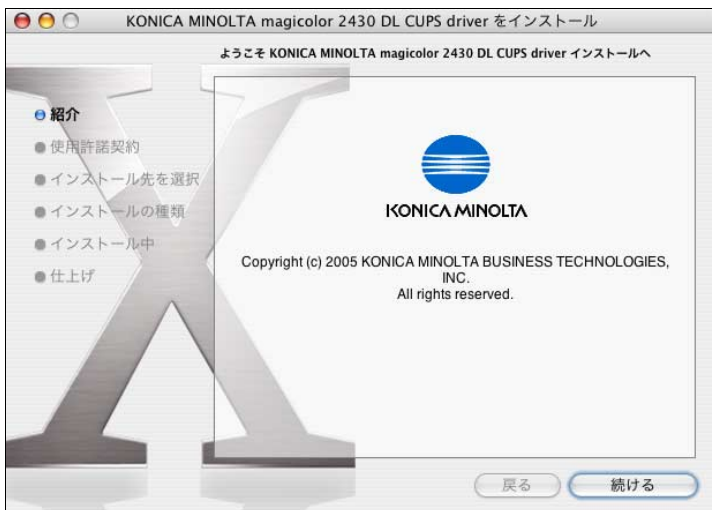 KONICA MINOLTA magicolor 2430 DL CUPS driver をインストール
ようこそ KONICA MINOLTA magicolor 2430 DL CUPS driver インストールへ
紹介
使用許諾契約
インストール先を選択
インストールの種類
インストール中
仕上げ
KONICA MINOLTA
Copyright (c) 2005 KONICA MINOLTA BUSINESS TECHNOLOGIES,
INC.
All rights reserved.
戻る
続ける